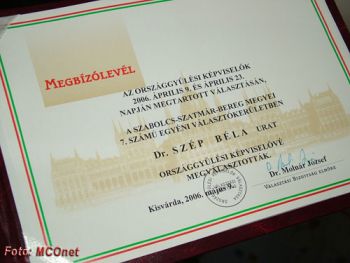 MEGBÍZÓLEVÉL
AZ ORSZÁGGYŰLÉSI KÉPVISELŐK
2006. ÁPRILIS 9. ÉS ÁPRILIS 23.
NAPJÁN MEGTARTOTT VÁLASZTÁSÁN,
A SZABOLCS-SZATMÁR-BEREG MEGYEI
7. SZÁMÚ EGYÉNI VÁLASZTÓKERÜLETBEN
Dr. SZÉP BÉLA URAT
ORSZÁGGYŰLÉSI KÉPVISELŐVÉ
MEGVÁLASZTOTTÁK.
Kisvárda, 2006. május 9.
Dr. Molnár József
VÁLASZTÁSI BIZOTTSÁG ELNÖKE
Foto: MCOnet